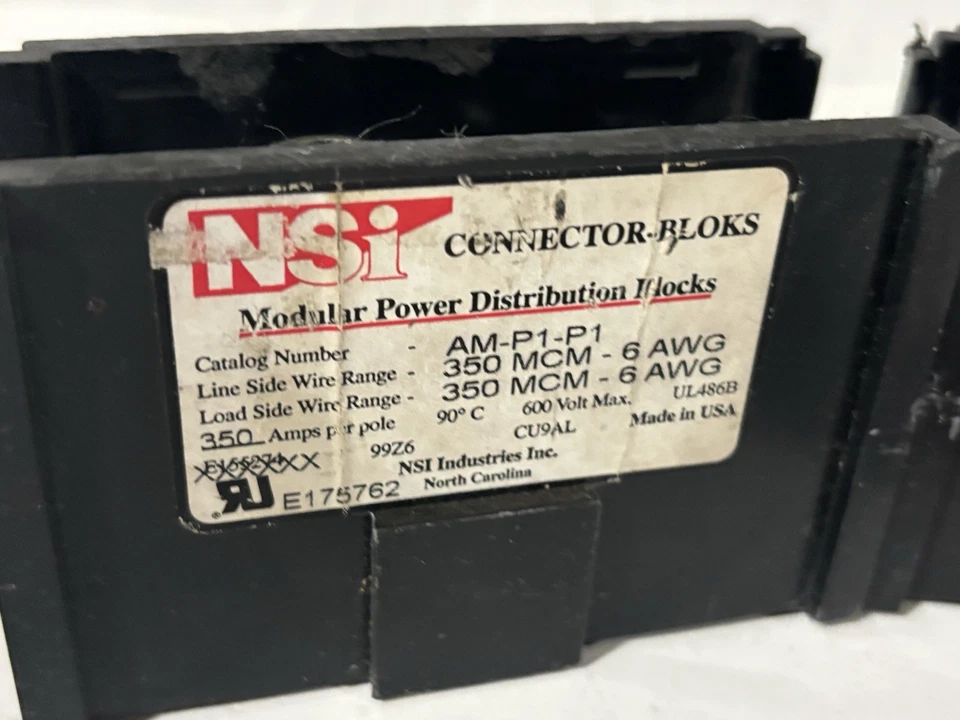 NSi CONNECTOR-BLOKS
Modular Power Distribution Blocks
Catalog Number - AM-P1-P1
Line Side Wire Range - 350 MCM - 6 AWG
Load Side Wire Range - 350 MCM - 6 AWG
350 Amps per pole 90° C 600 Volt Max. UL486B
99Z6 CU9AL Made in USA
NSI Industries Inc.
North Carolina
RU ® E175762